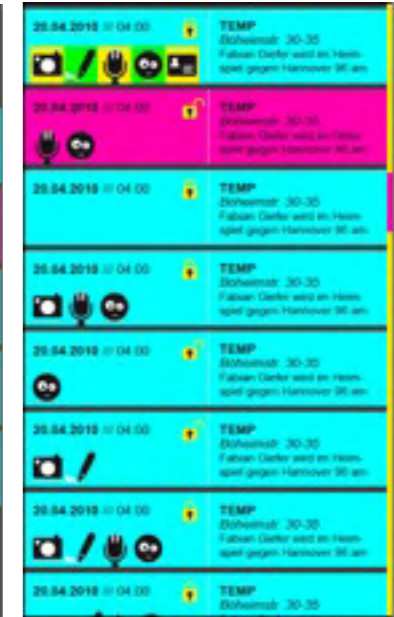 20.04.2010 // 04:00
TEMP
Böheimstr. 30-35
Fabian Giefer wird im Heim-
spiel gegen Hannover 96 am
20.04.2010 // 04:00
TEMP
Böheimstr. 30-35
Fabian Giefer wird im Heim-
spiel gegen Hannover 96 am
20.04.2010 // 04:00
TEMP
Böheimstr. 30-35
Fabian Giefer wird im Heim-
spiel gegen Hannover 96 am
20.04.2010 // 04:00
TEMP
Böheimstr. 30-35
Fabian Giefer wird im Heim-
spiel gegen Hannover 96 am
20.04.2010 // 04:00
TEMP
Böheimstr. 30-35
Fabian Giefer wird im Heim-
spiel gegen Hannover 96 am
20.04.2010 // 04:00
TEMP
Böheimstr. 30-35
Fabian Giefer wird im Heim-
spiel gegen Hannover 96 am
20.04.2010 // 04:00
TEMP
Böheimstr. 30-35
Fabian Giefer wird im Heim-
spiel gegen Hannover 96 am
20.04.2010 // 04:00
TEMP
Böheimstr. 30-35